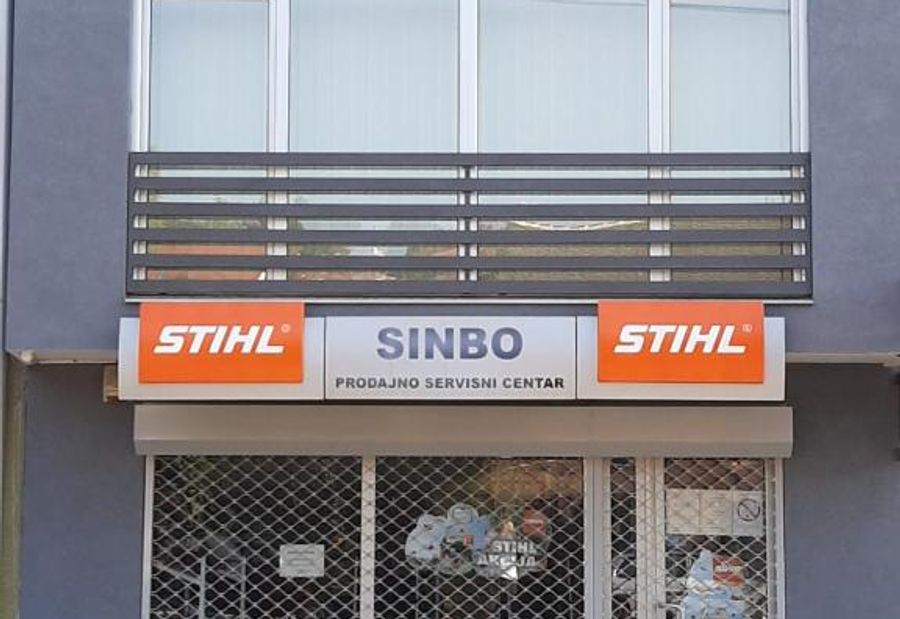 STIHL®
SINBO
PRODAJNO SERVISNI CENTAR
STIHL®
STIHL
AKCIJA